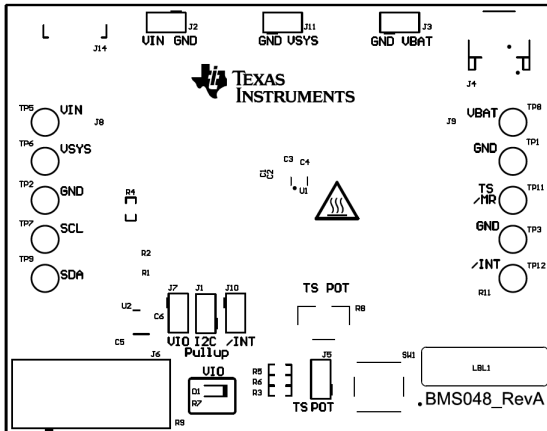 J2
J11
J3
J14
VIN GND
GND VSYS
GND VBAT
J4
TEXAS
INSTRUMENTS
TP5
VIN
J8
J9
VBAT
TP8
TP6
VSYS
GND
TP1
C3
C4
C2
U1
TP2
GND
R4
TS
/MR
TP11
TP7
SCL
GND
TP3
R2
TP9
SDA
R1
/INT
TP12
R11
J7
J1
J10
TS POT
U2
C6
R8
VIO
I2C
/INT
Pullup
C5
J6
VIO
D1
R7
R9
R5
R6
R3
J5
TS POT
SW1
LBL1
BMS048_RevA